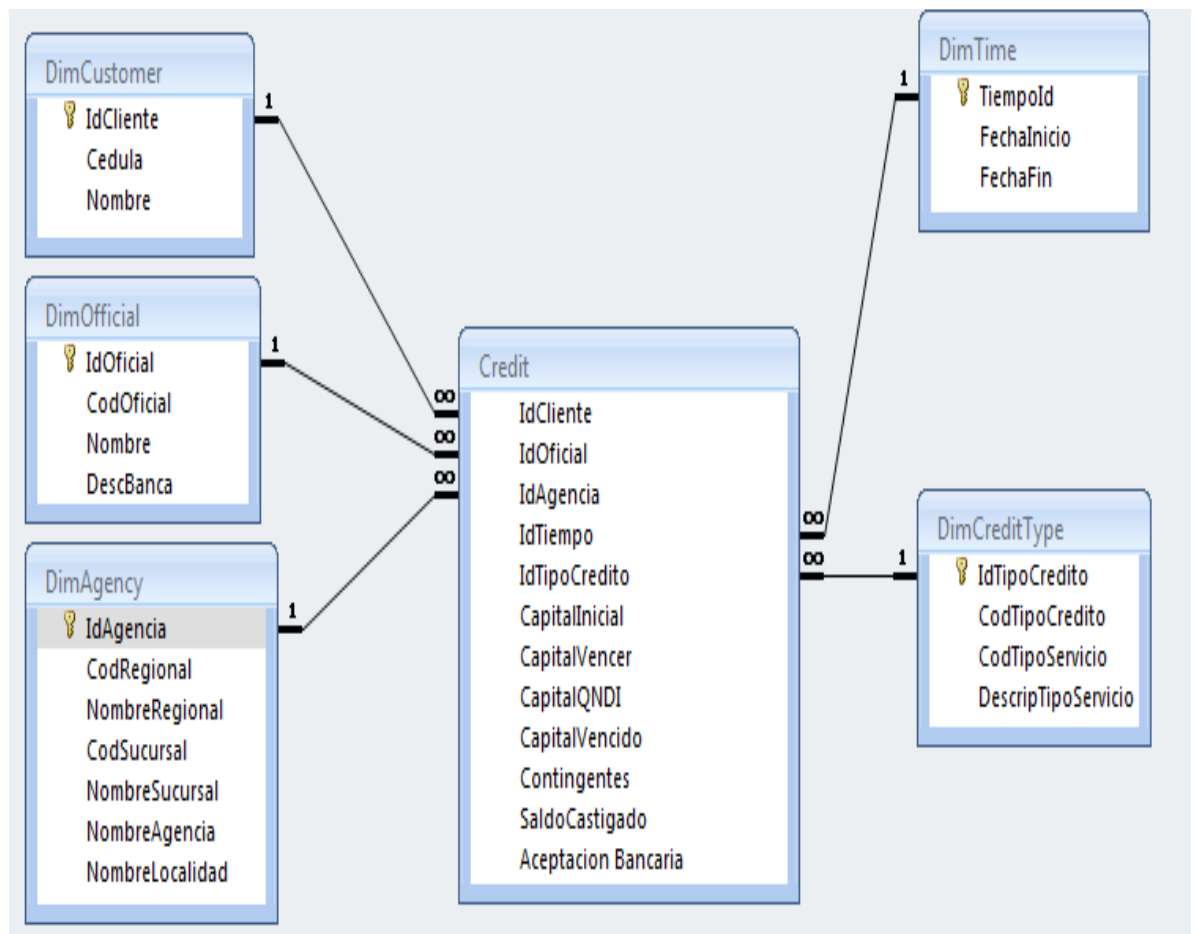 DimCustomer
IdCliente
Cedula
Nombre
1
DimOfficial
IdOficial
CodOficial
Nombre
DescBanca
1
DimAgency
IdAgencia
CodRegional
NombreRegional
CodSucursal
NombreSucursal
NombreAgencia
NombreLocalidad
1
Credit
IdCliente
IdOficial
IdAgencia
IdTiempo
IdTipoCredito
CapitalInicial
CapitalVencer
CapitalQNDI
CapitalVencido
Contingentes
SaldoCastigado
Aceptacion Bancaria
∞
∞
∞
∞
∞
DimTime
TiempoId
FechaInicio
FechaFin
1
DimCreditType
IdTipoCredito
CodTipoCredito
CodTipoServicio
DescripTipoServicio
1